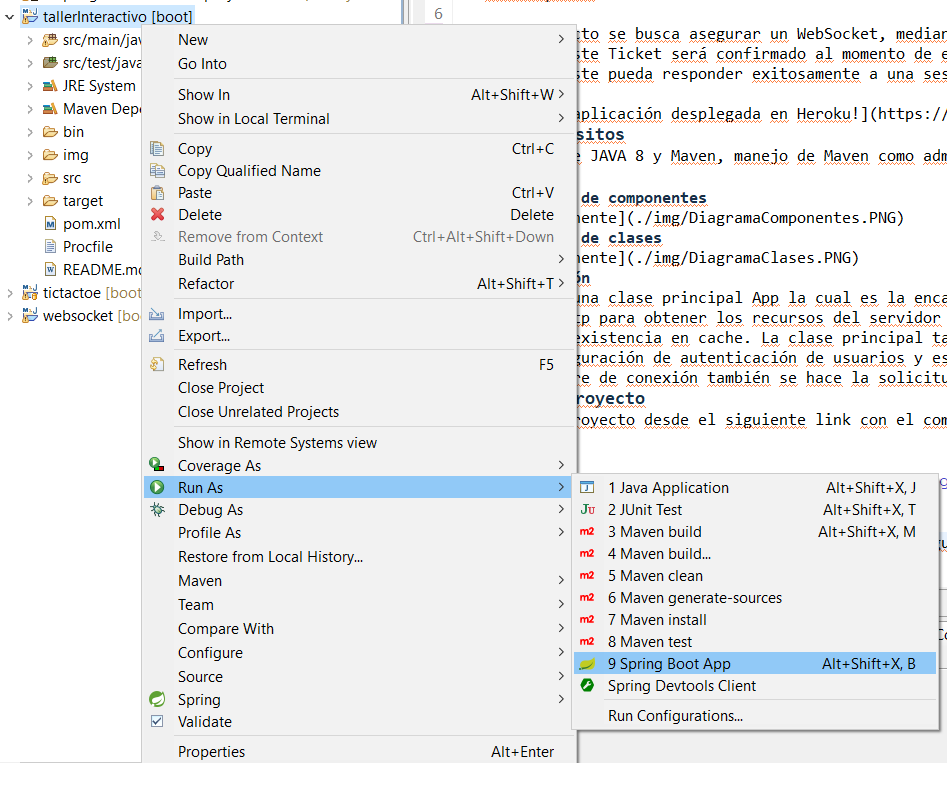 tallerInteractivo [boot]
src/main/jav
src/test/java
JRE System
Maven Depe
bin
img
src
target
pom.xml
Procfile
README.md
tictactoe [boot
websocket [boo
New
Go Into
Show In Alt+Shift+W
Show in Local Terminal
Copy Ctrl+C
Copy Qualified Name
Paste Ctrl+V
Delete Delete
Remove from Context Ctrl+Alt+Shift+Down
Build Path
Refactor Alt+Shift+T
Import...
Export...
Refresh F5
Close Project
Close Unrelated Projects
Show in Remote Systems view
Coverage As
Run As
Debug As
Profile As
Restore from Local History...
Maven
Team
Compare With
Configure
Source
Spring
Validate
Properties Alt+Enter
1 Java Application Alt+Shift+X, J
2 JUnit Test Alt+Shift+X, T
3 Maven build Alt+Shift+X, M
4 Maven build...
5 Maven clean
6 Maven generate-sources
7 Maven install
8 Maven test
9 Spring Boot App Alt+Shift+X, B
Spring Devtools Client
Run Configurations...
6
cto se busca asegurar un WebSocket, median
ste Ticket será confirmado al momento de e
ste pueda responder exitosamente a una ses
aplicación desplegada en Heroku!](https://
sitos
e JAVA 8 y Maven, manejo de Maven como adm
de componentes
nente](./img/DiagramaComponentes.PNG)
de clases
nente](./img/DiagramaClases.PNG)
ón
una clase principal App la cual es la enca
tp para obtener los recursos del servidor
existencia en cache. La clase principal ta
guración de autenticación de usuarios y es
re de conexión también se hace la solicitu
royecto
royecto desde el siguiente link con el com